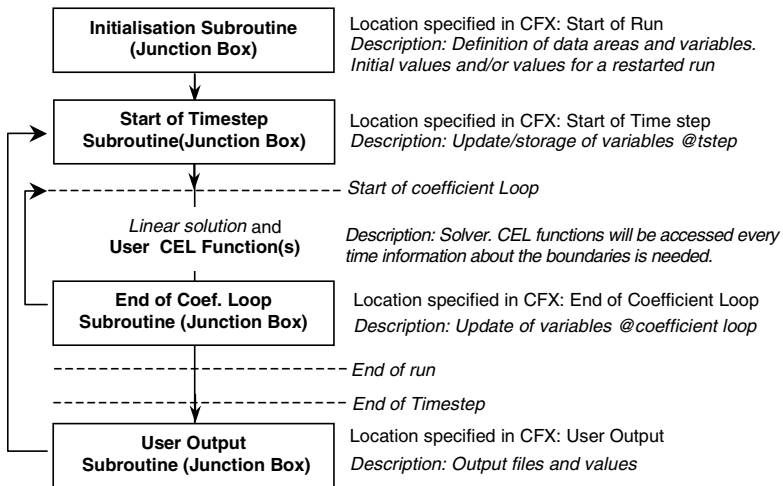 Initialisation Subroutine
(Junction Box)
Location specified in CFX: Start of Run
Description: Definition of data areas and variables.
Initial values and/or values for a restarted run
Start of Timestep
Subroutine(Junction Box)
Location specified in CFX: Start of Time step
Description: Update/storage of variables @tstep
Start of coefficient Loop
Linear solution and
User CEL Function(s)
Description: Solver. CEL functions will be accessed every
time information about the boundaries is needed.
End of Coef. Loop
Subroutine (Junction Box)
Location specified in CFX: End of Coefficient Loop
Description: Update of variables @coefficient loop
End of run
End of Timestep
User Output
Subroutine (Junction Box)
Location specified in CFX: User Output
Description: Output files and values